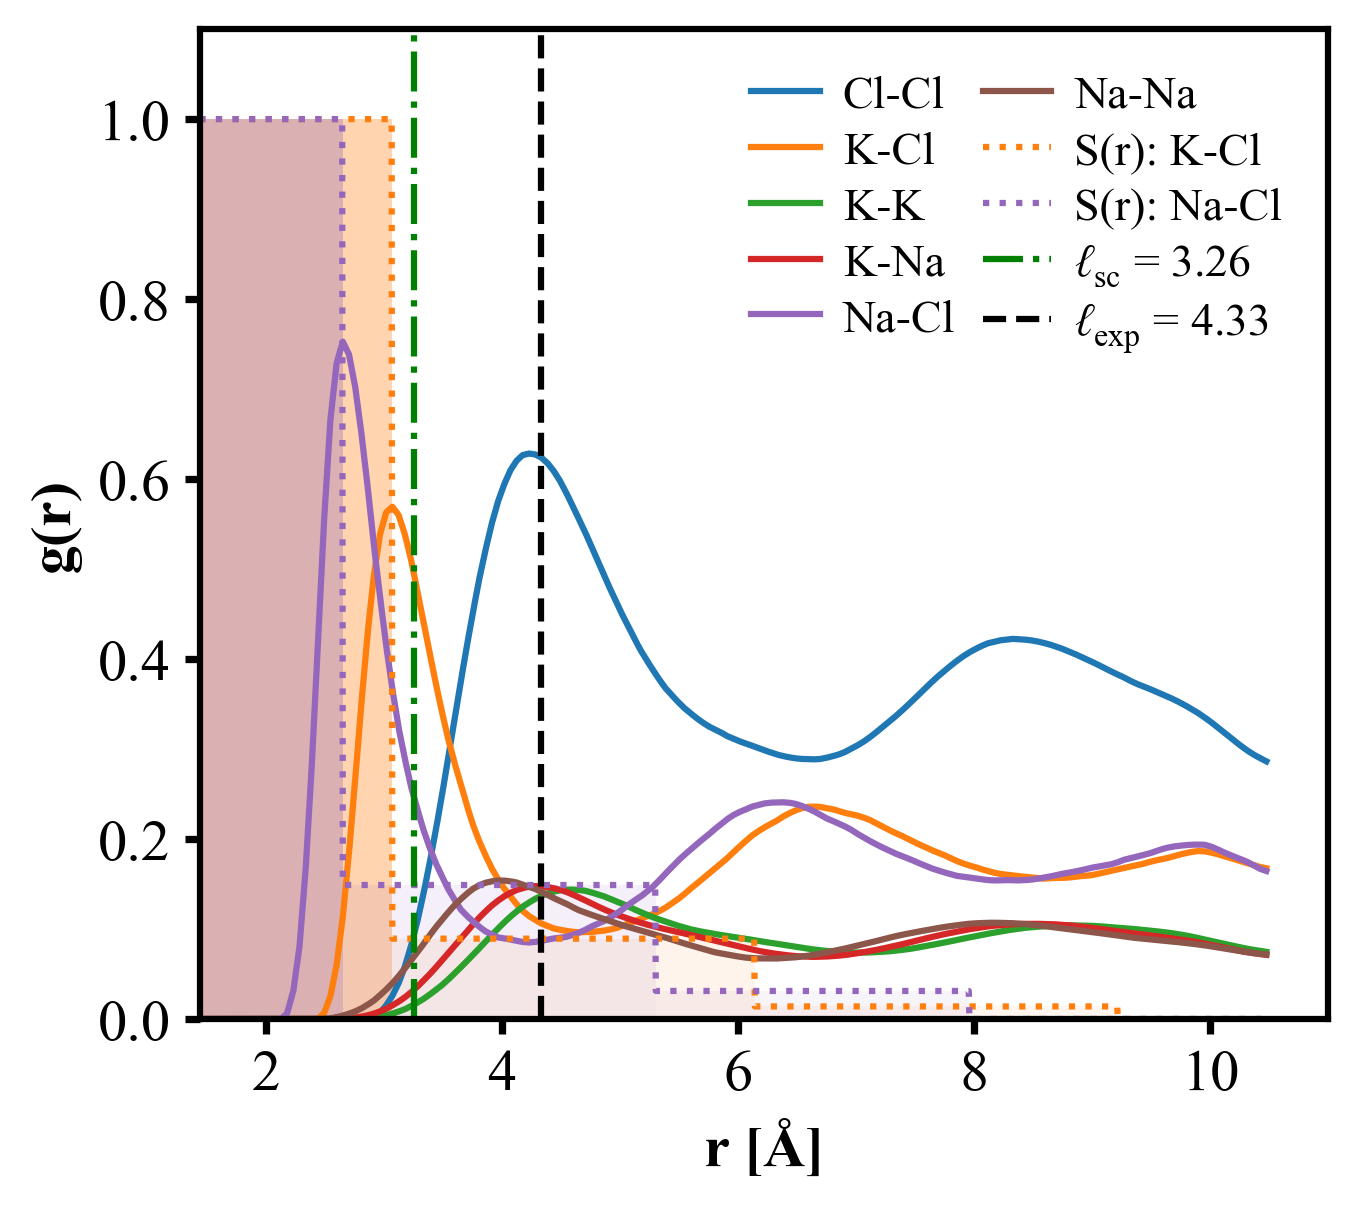 1.0
0.8
0.6
0.4
0.2
0.0
g(r)
2 4 6 8 10
r [Å]
Cl-Cl
K-Cl
K-K
K-Na
Na-Cl
Na-Na
S(r): K-Cl
S(r): Na-Cl
ℓsc = 3.26
ℓexp = 4.33